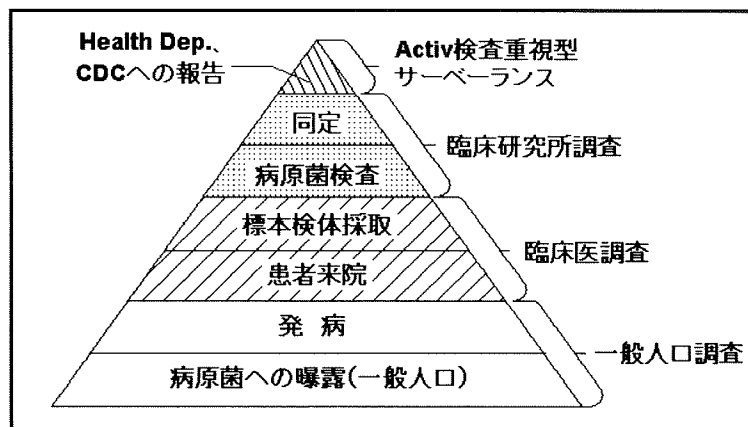 Health Dep.、
CDCへの報告
Activ検査重視型
サーベーランス
同定
臨床研究所調査
病原菌検査
標本検体採取
臨床医調査
患者来院
発 病
一般人口調査
病原菌への曝露(一般人口)